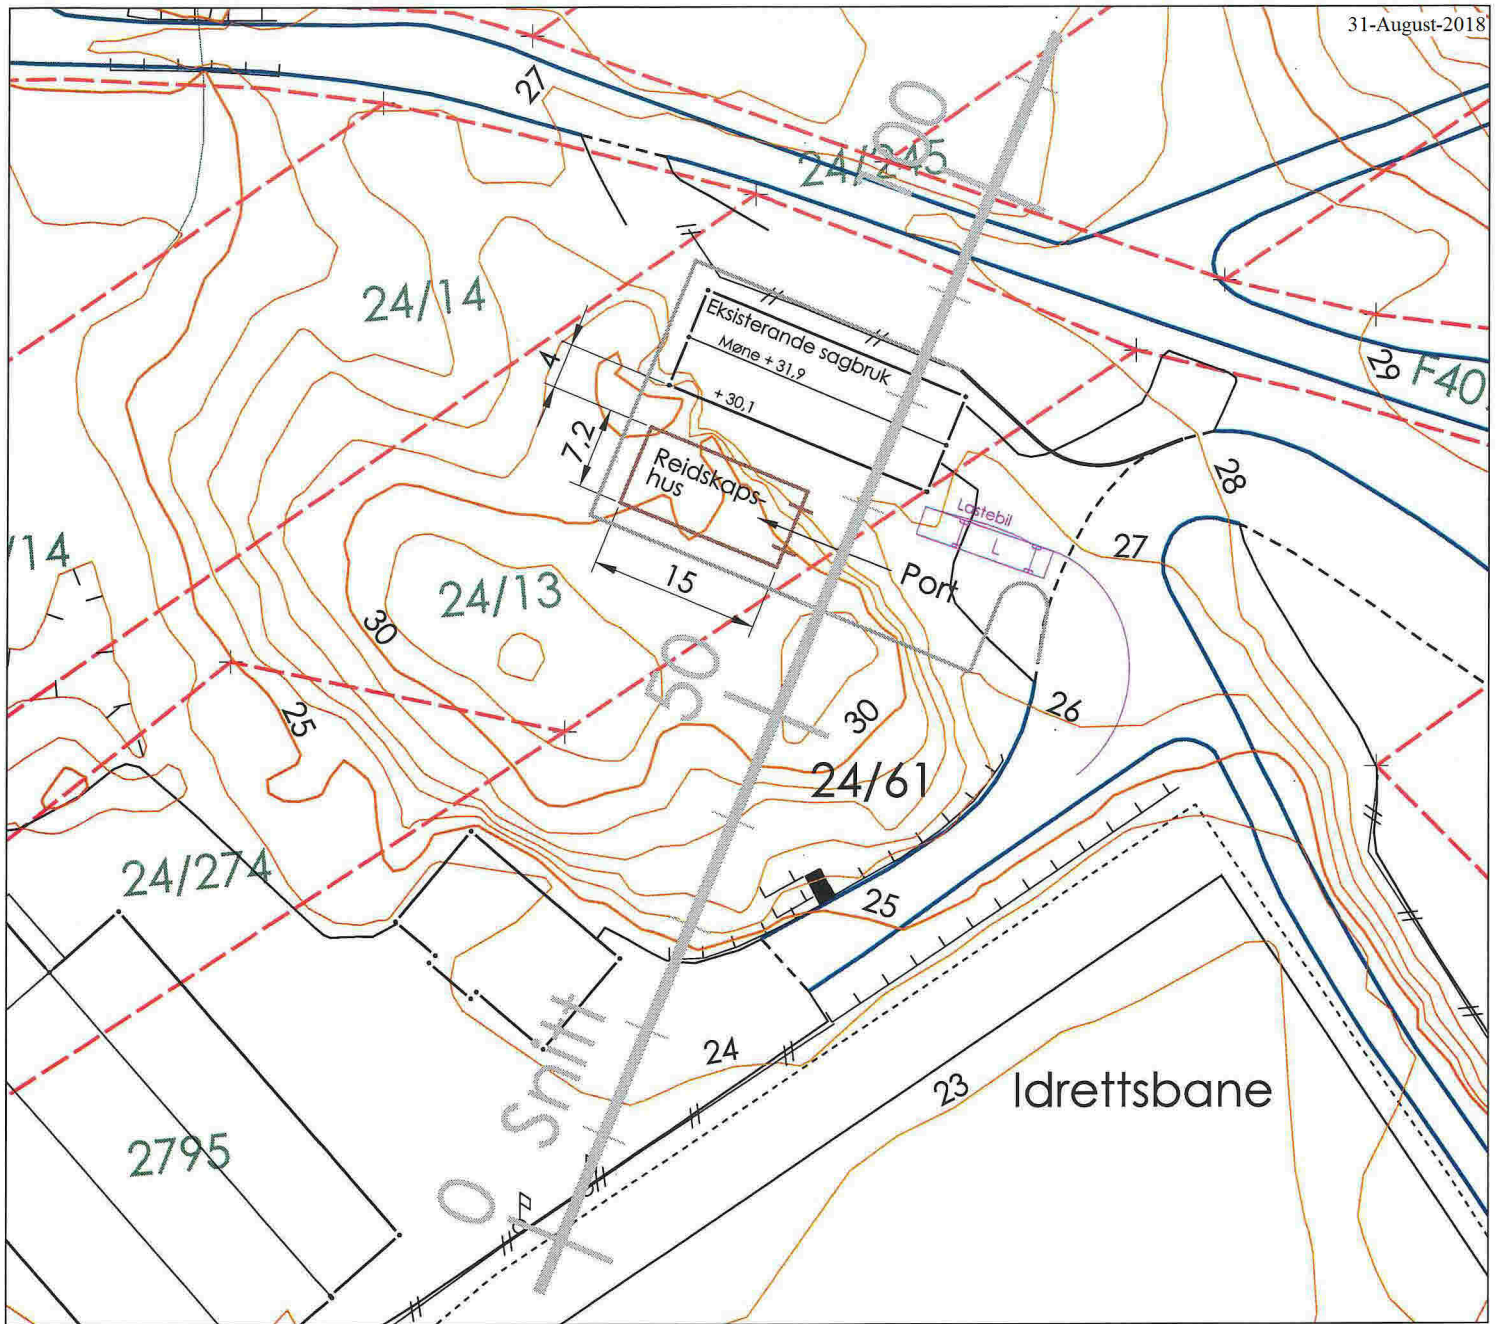 31-August-2018
27
00
24/245
24/14
Eksisterande sagbruk
Møne + 31,9
+ 30,1
4
7,2
Reidskaps-
hus
29
F40
28
Lastebil
L
27
Port
/14
24/13
15
30
50
30
26
25
24/61
24/274
25
Snitt
24
23
Idrettsbane
2795
0
P